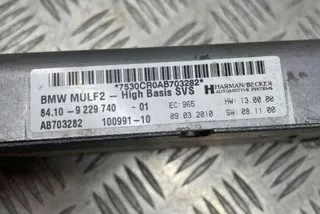 *7530CR0AB703282*
BMW MULF2 - High Basis SVS
HARMAN/BECKER
AUTOMOTIVE SYSTEMS
84.10- 9 229 740 - 01 EC:965 HW: 13.00.00
AB703282 100991-10 09.03.2010 SW: 08.11.00